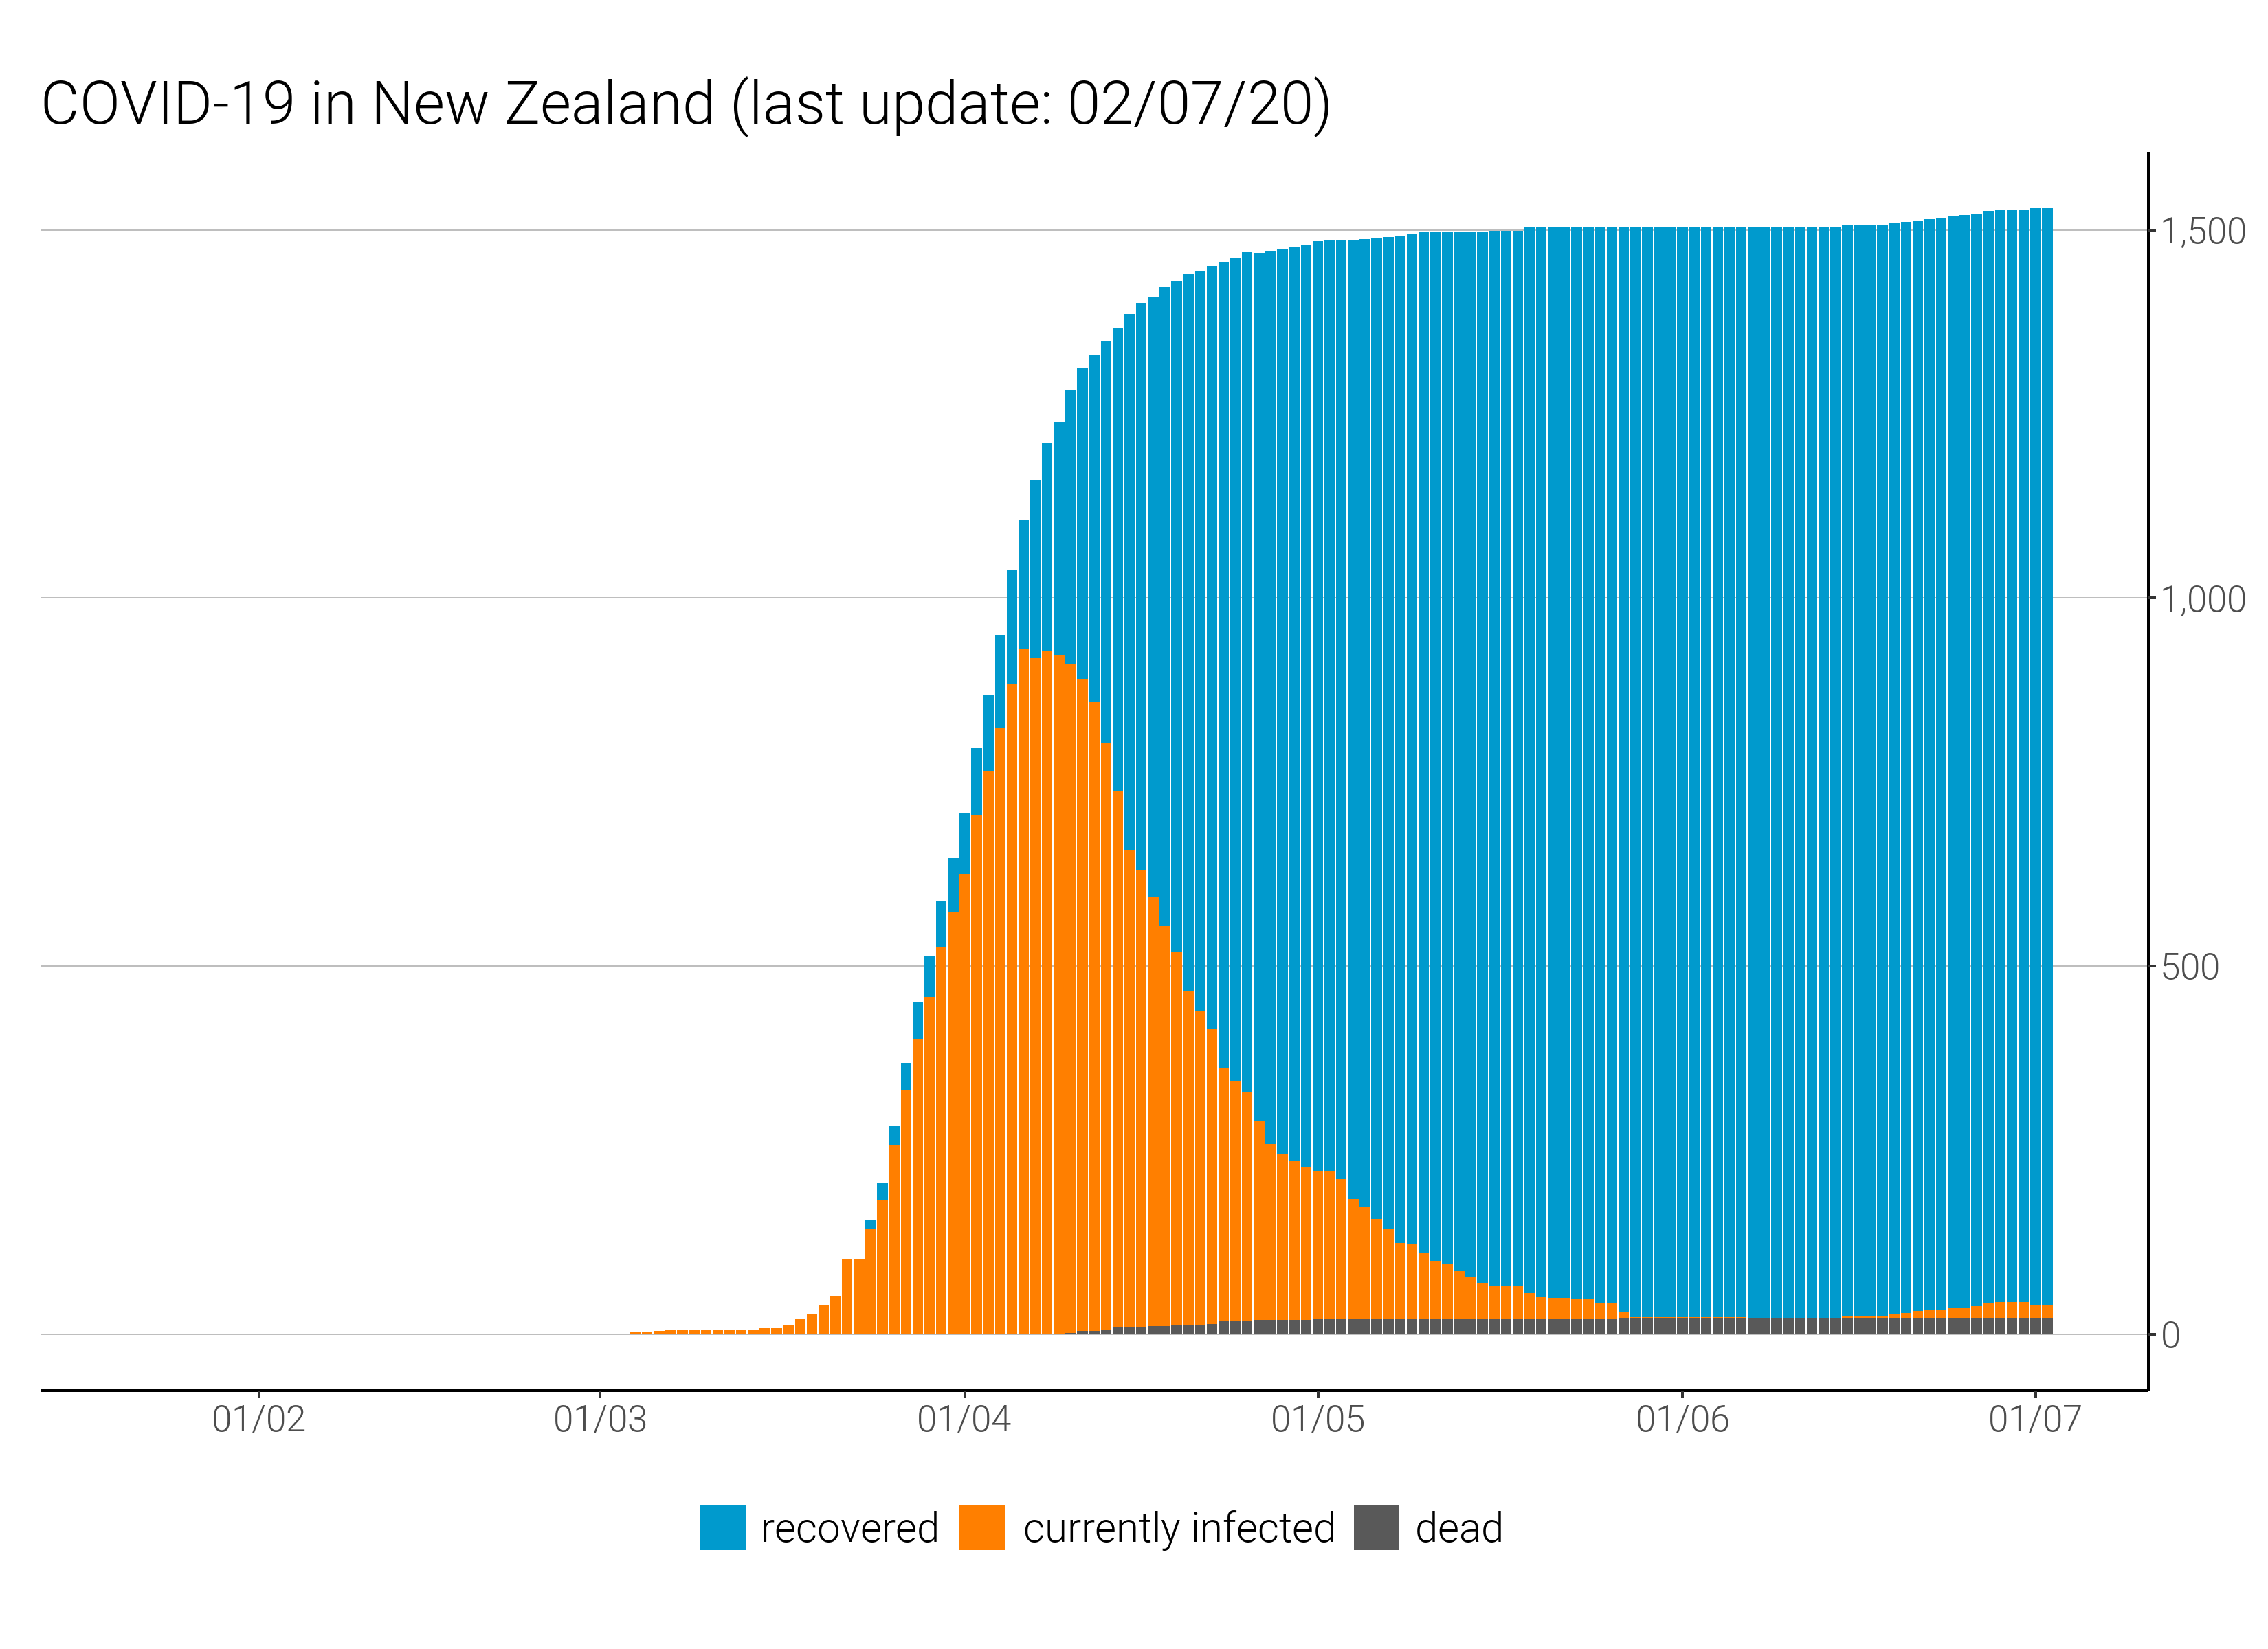 COVID-19 in New Zealand (last update: 02/07/20)
1,500
1,000
500
0
01/02 01/03 01/04 01/05 01/06 01/07
recovered currently infected dead